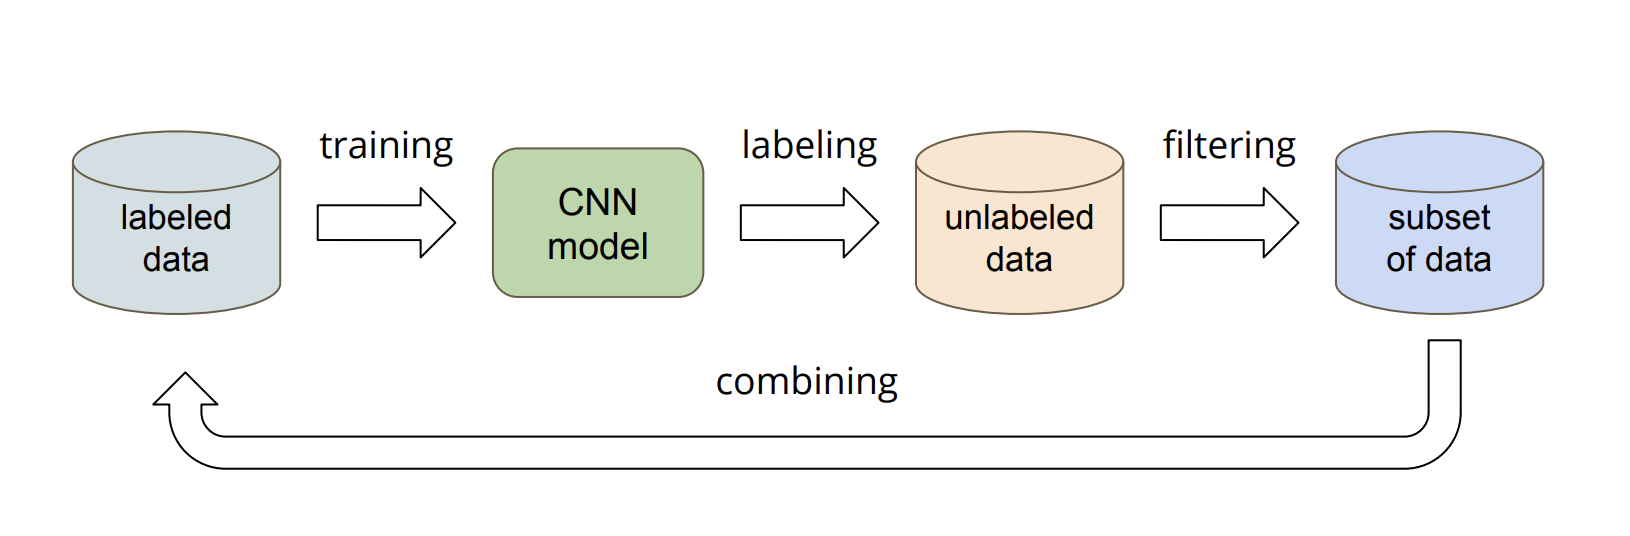 training
labeling
filtering
labeled
data
CNN
model
unlabeled
data
subset
of data
combining